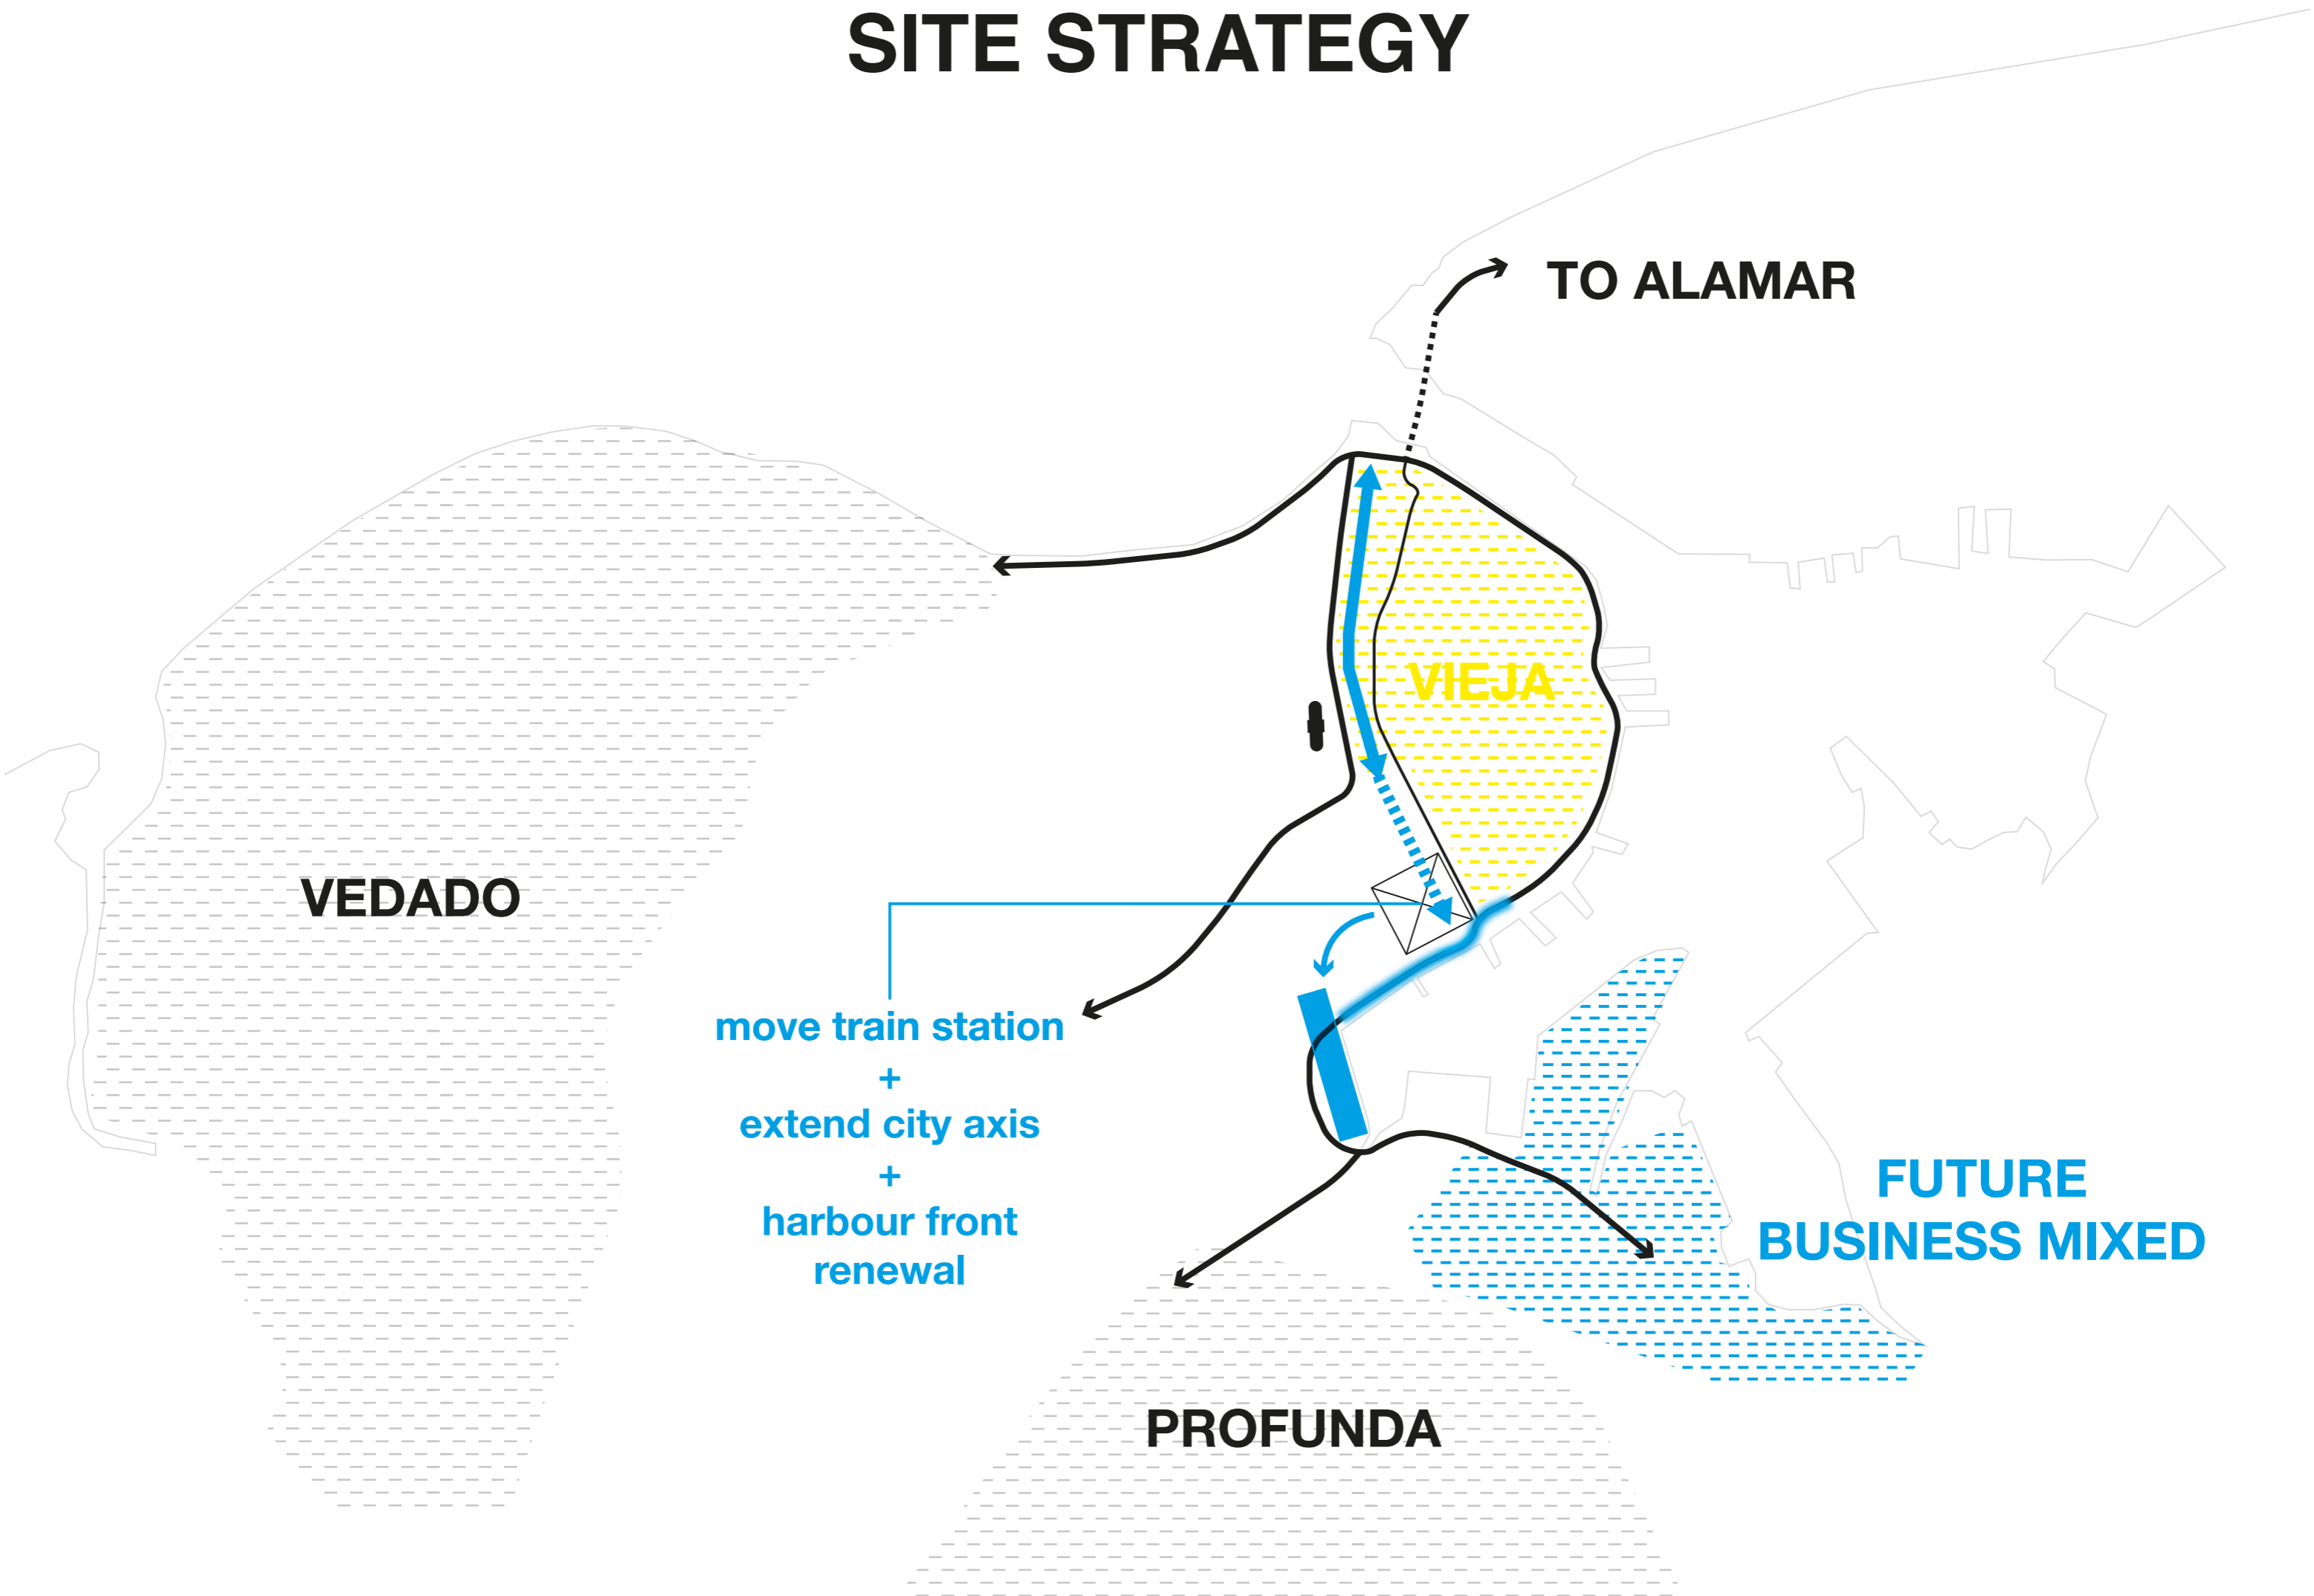 SITE STRATEGY
TO ALAMAR
VIEJA
VEDADO
move train station
+
extend city axis
+
harbour front
renewal
FUTURE
BUSINESS MIXED
PROFUNDA